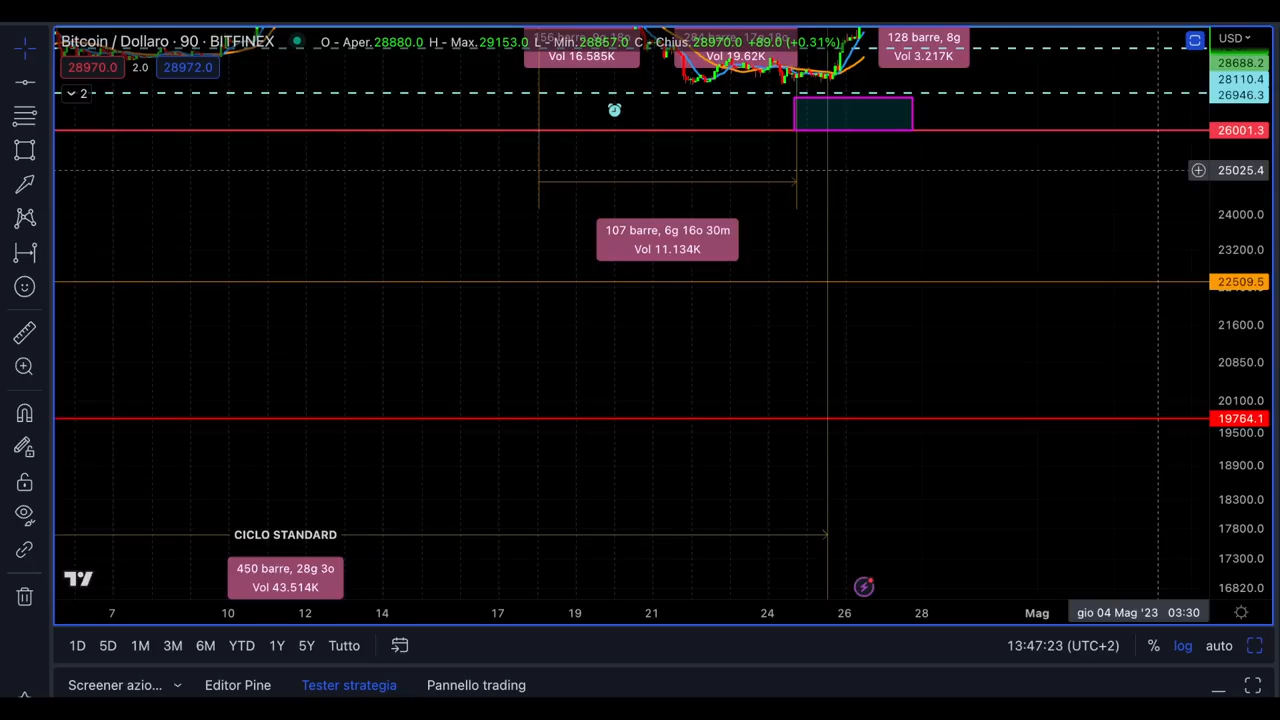 Bitcoin / Dollaro · 90 · BITFINEX
O - Aper.28880.0 H - Max.29153.0 L - Min.28857.0 C - Chius.28970.0 +89.0 (+0.31%)
28970.0 2.0 28972.0
2
Vol 16.585K
Vol 19.62K
128 barre, 8g
Vol 3.217K
USD
28688.2
28110.4
26946.3
26001.3
25025.4
24000.0
23200.0
22509.5
21600.0
20850.0
20100.0
19764.1
19500.0
18900.0
18300.0
17800.0
17300.0
16820.0
107 barre, 6g 16o 30m
Vol 11.134K
CICLO STANDARD
450 barre, 28g 3o
Vol 43.514K
7 10 12 14 17 19 21 24 26 28 Mag gio 04 Mag '23 03:30
1D 5D 1M 3M 6M YTD 1Y 5Y Tutto 13:47:23 (UTC+2) % log auto
Screener azio... Editor Pine Tester strategia Pannello trading